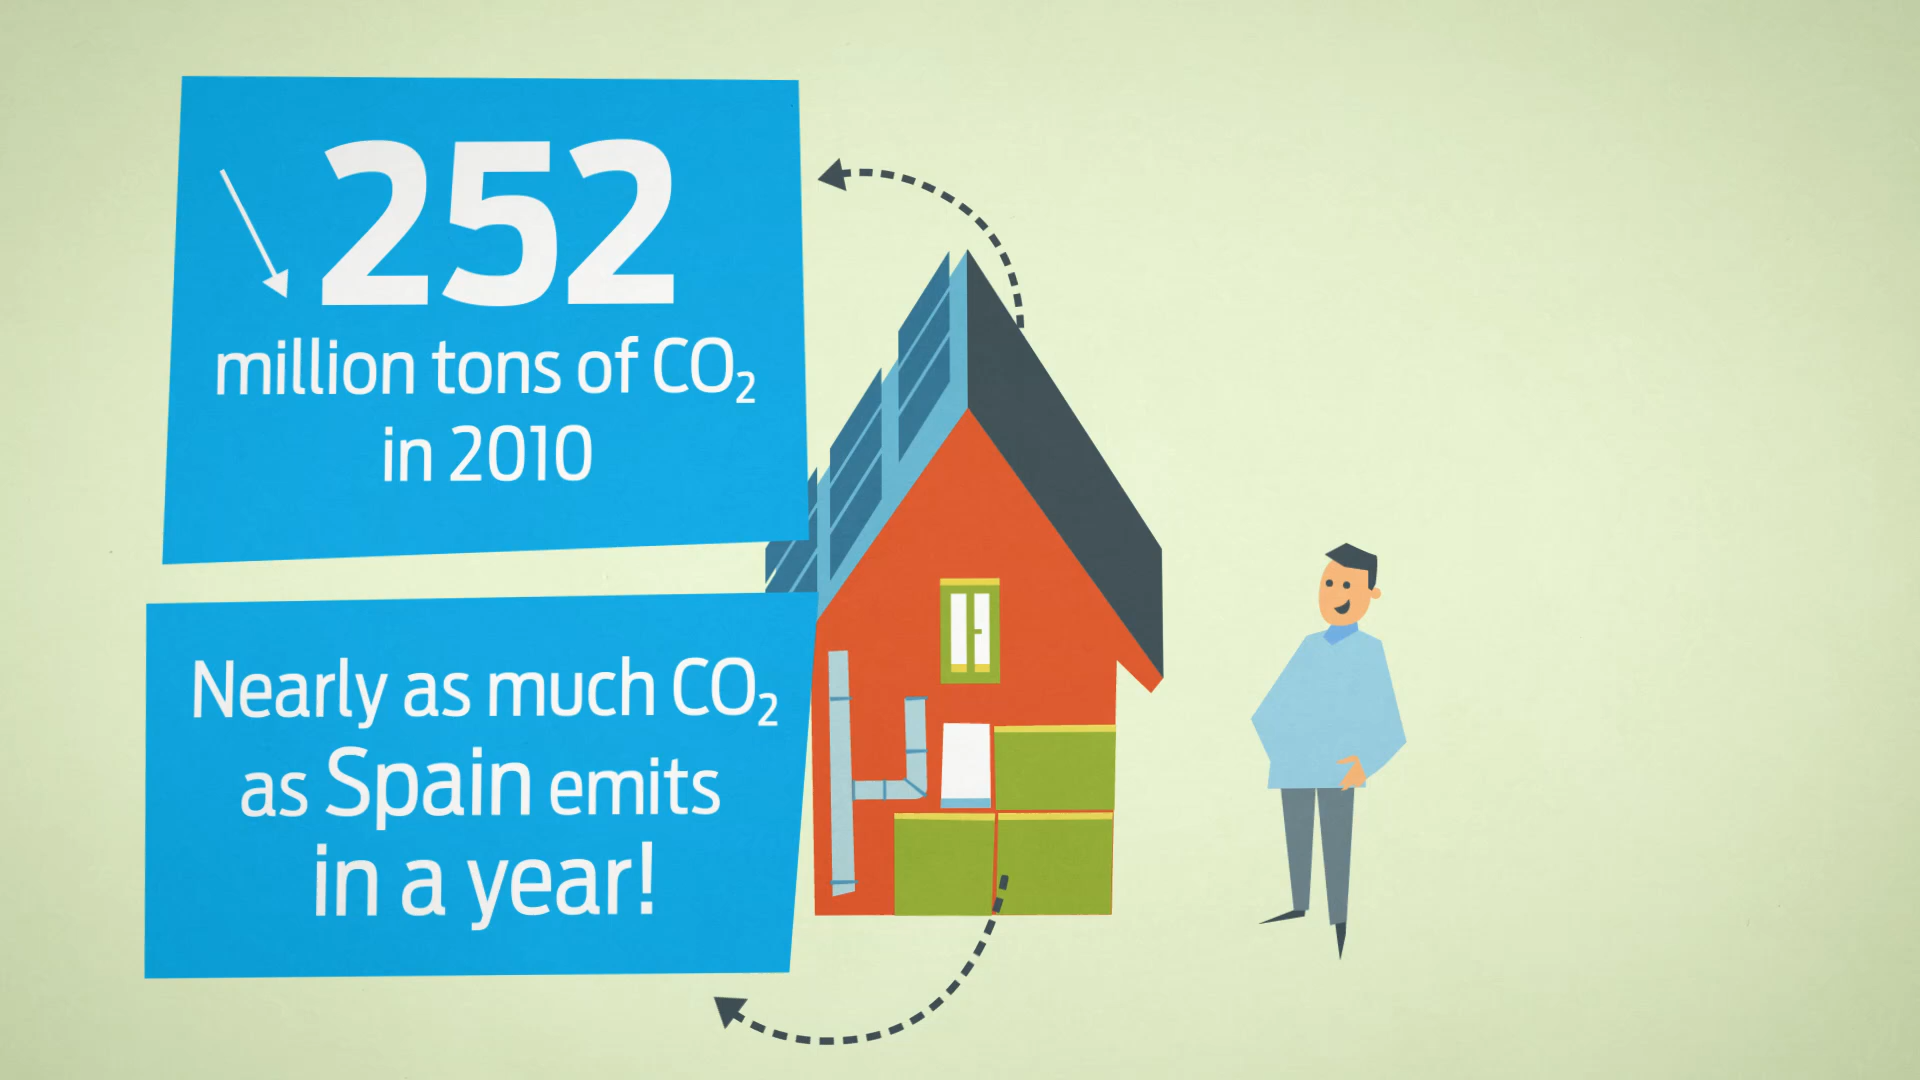 252
million tons of CO₂
in 2010
Nearly as much CO₂
as Spain emits
in a year!